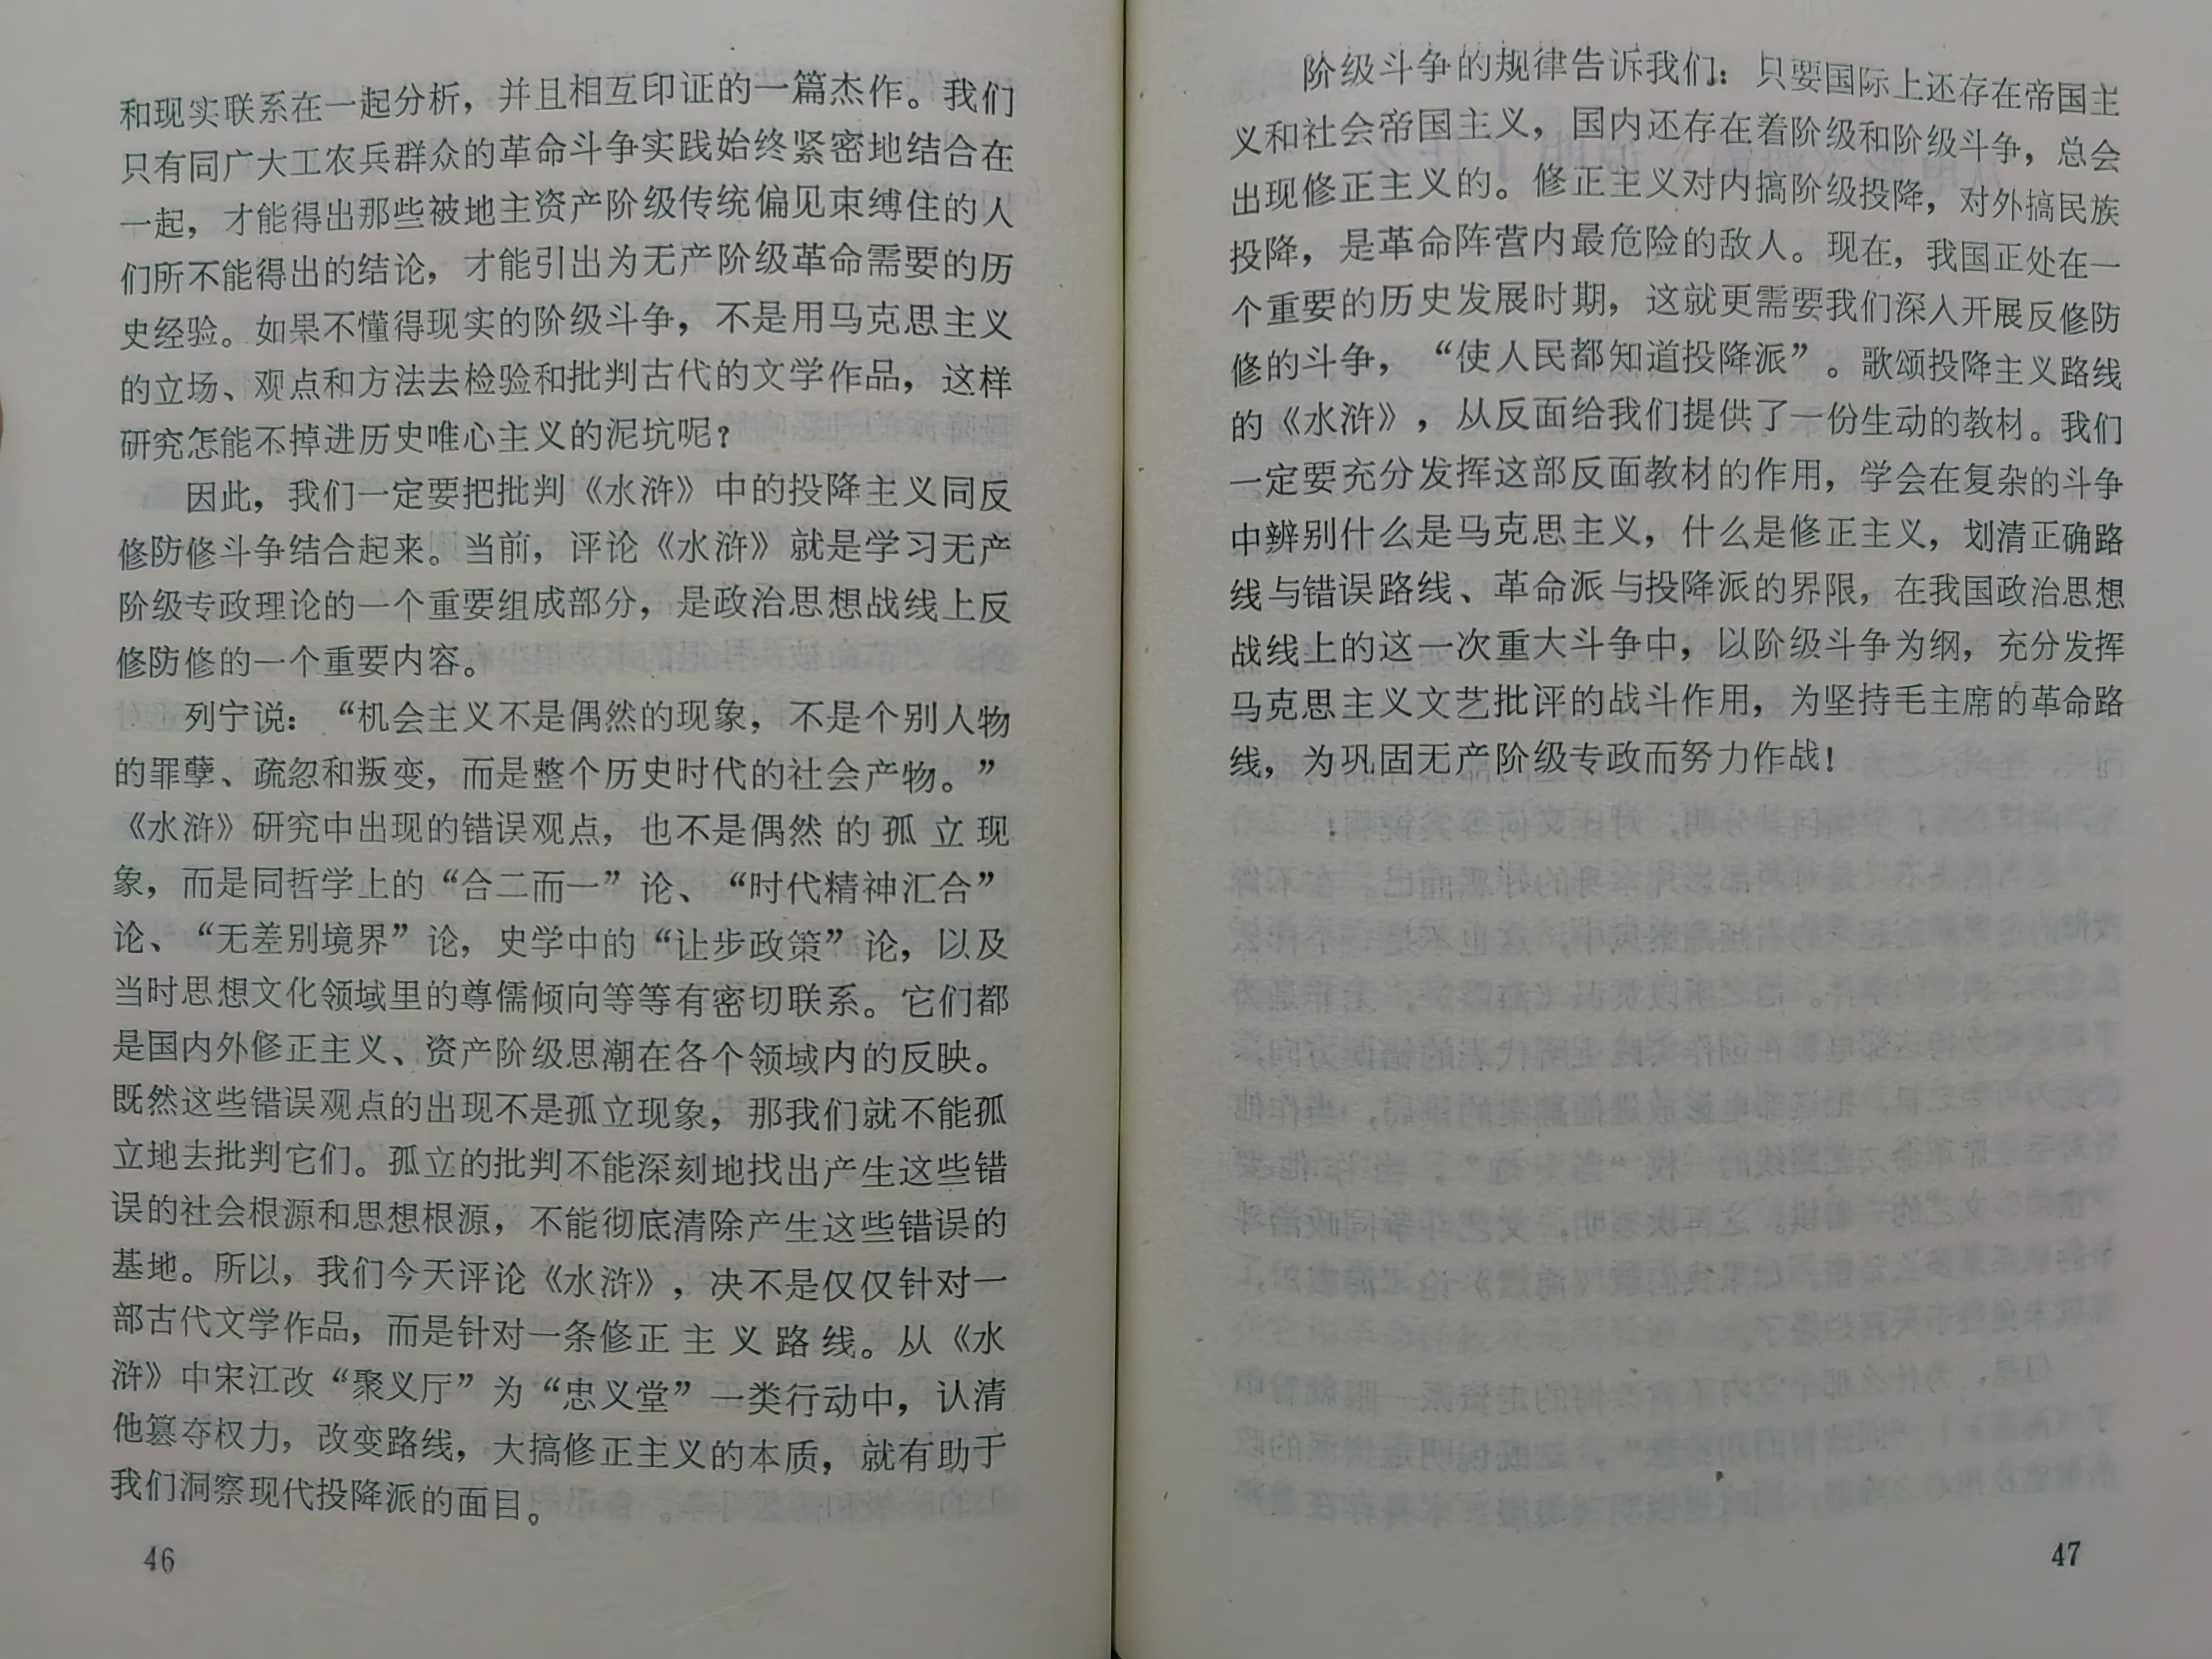 和现实联系在一起分析，并且相互印证的一篇杰作。我们
只有同广大工农兵群众的革命斗争实践始终紧密地结合在
一起，才能得出那些被地主资产阶级传统偏见束缚住的人
们所不能得出的结论，才能引出为无产阶级革命需要的历
史经验。如果不懂得现实的阶级斗争，不是用马克思主义
的立场、观点和方法去检验和批判古代的文学作品，这样
研究怎能不掉进历史唯心主义的泥坑呢？
因此，我们一定要把批判《水浒》中的投降主义同反
修防修斗争结合起来。当前，评论《水浒》就是学习无产
阶级专政理论的一个重要组成部分，是政治思想战线上反
修防修的一个重要内容。
列宁说：“机会主义不是偶然的现象，不是个别人物
的罪孽、疏忽和叛变，而是整个历史时代的社会产物。”
《水浒》研究中出现的错误观点，也不是偶然的孤立现
象，而是同哲学上的“合二而一”论、“时代精神汇合”
论、“无差别境界”论，史学中的“让步政策”论，以及
当时思想文化领域里的尊儒倾向等等有密切联系。它们都
是国内外修正主义、资产阶级思潮在各个领域内的反映。
既然这些错误观点的出现不是孤立现象，那我们就不能孤
立地去批判它们。孤立的批判不能深刻地找出产生这些错
误的社会根源和思想根源，不能彻底清除产生这些错误的
基地。所以，我们今天评论《水浒》，决不是仅仅针对一
部古代文学作品，而是针对一条修正主义路线。从《水
浒》中宋江改“聚义厅”为“忠义堂”一类行动中，认清
他篡夺权力，改变路线，大搞修正主义的本质，就有助于
我们洞察现代投降派的面目。
46
阶级斗争的规律告诉我们：只要国际上还存在帝国主
义和社会帝国主义，国内还存在着阶级和阶级斗争，总会
出现修正主义的。修正主义对内搞阶级投降，对外搞民族
投降，是革命阵营内最危险的敌人。现在，我国正处在一
个重要的历史发展时期，这就更需要我们深入开展反修防
修的斗争，“使人民都知道投降派”。歌颂投降主义路线
的《水浒》，从反面给我们提供了一份生动的教材。我们
一定要充分发挥这部反面教材的作用，学会在复杂的斗争
中辨别什么是马克思主义，什么是修正主义，划清正确路
线与错误路线、革命派与投降派的界限，在我国政治思想
战线上的这一次重大斗争中，以阶级斗争为纲，充分发挥
马克思主义文艺批评的战斗作用，为坚持毛主席的革命路
线，为巩固无产阶级专政而努力作战！
47